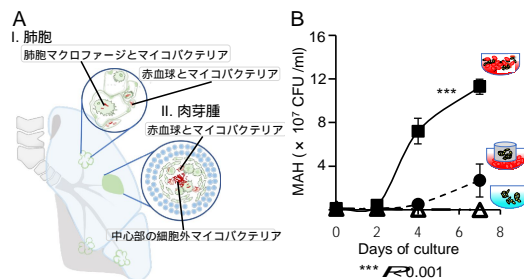 A
I. 肺胞
肺胞マクロファージとマイコバクテリア
赤血球とマイコバクテリア
II. 肉芽腫
赤血球とマイコバクテリア
中心部の細胞外マイコバクテリア
B
MAH ( × 10⁷ CFU /ml)
16
12
8
4
0
***
0 2 4 6 8
Days of culture
*** P< 0.001